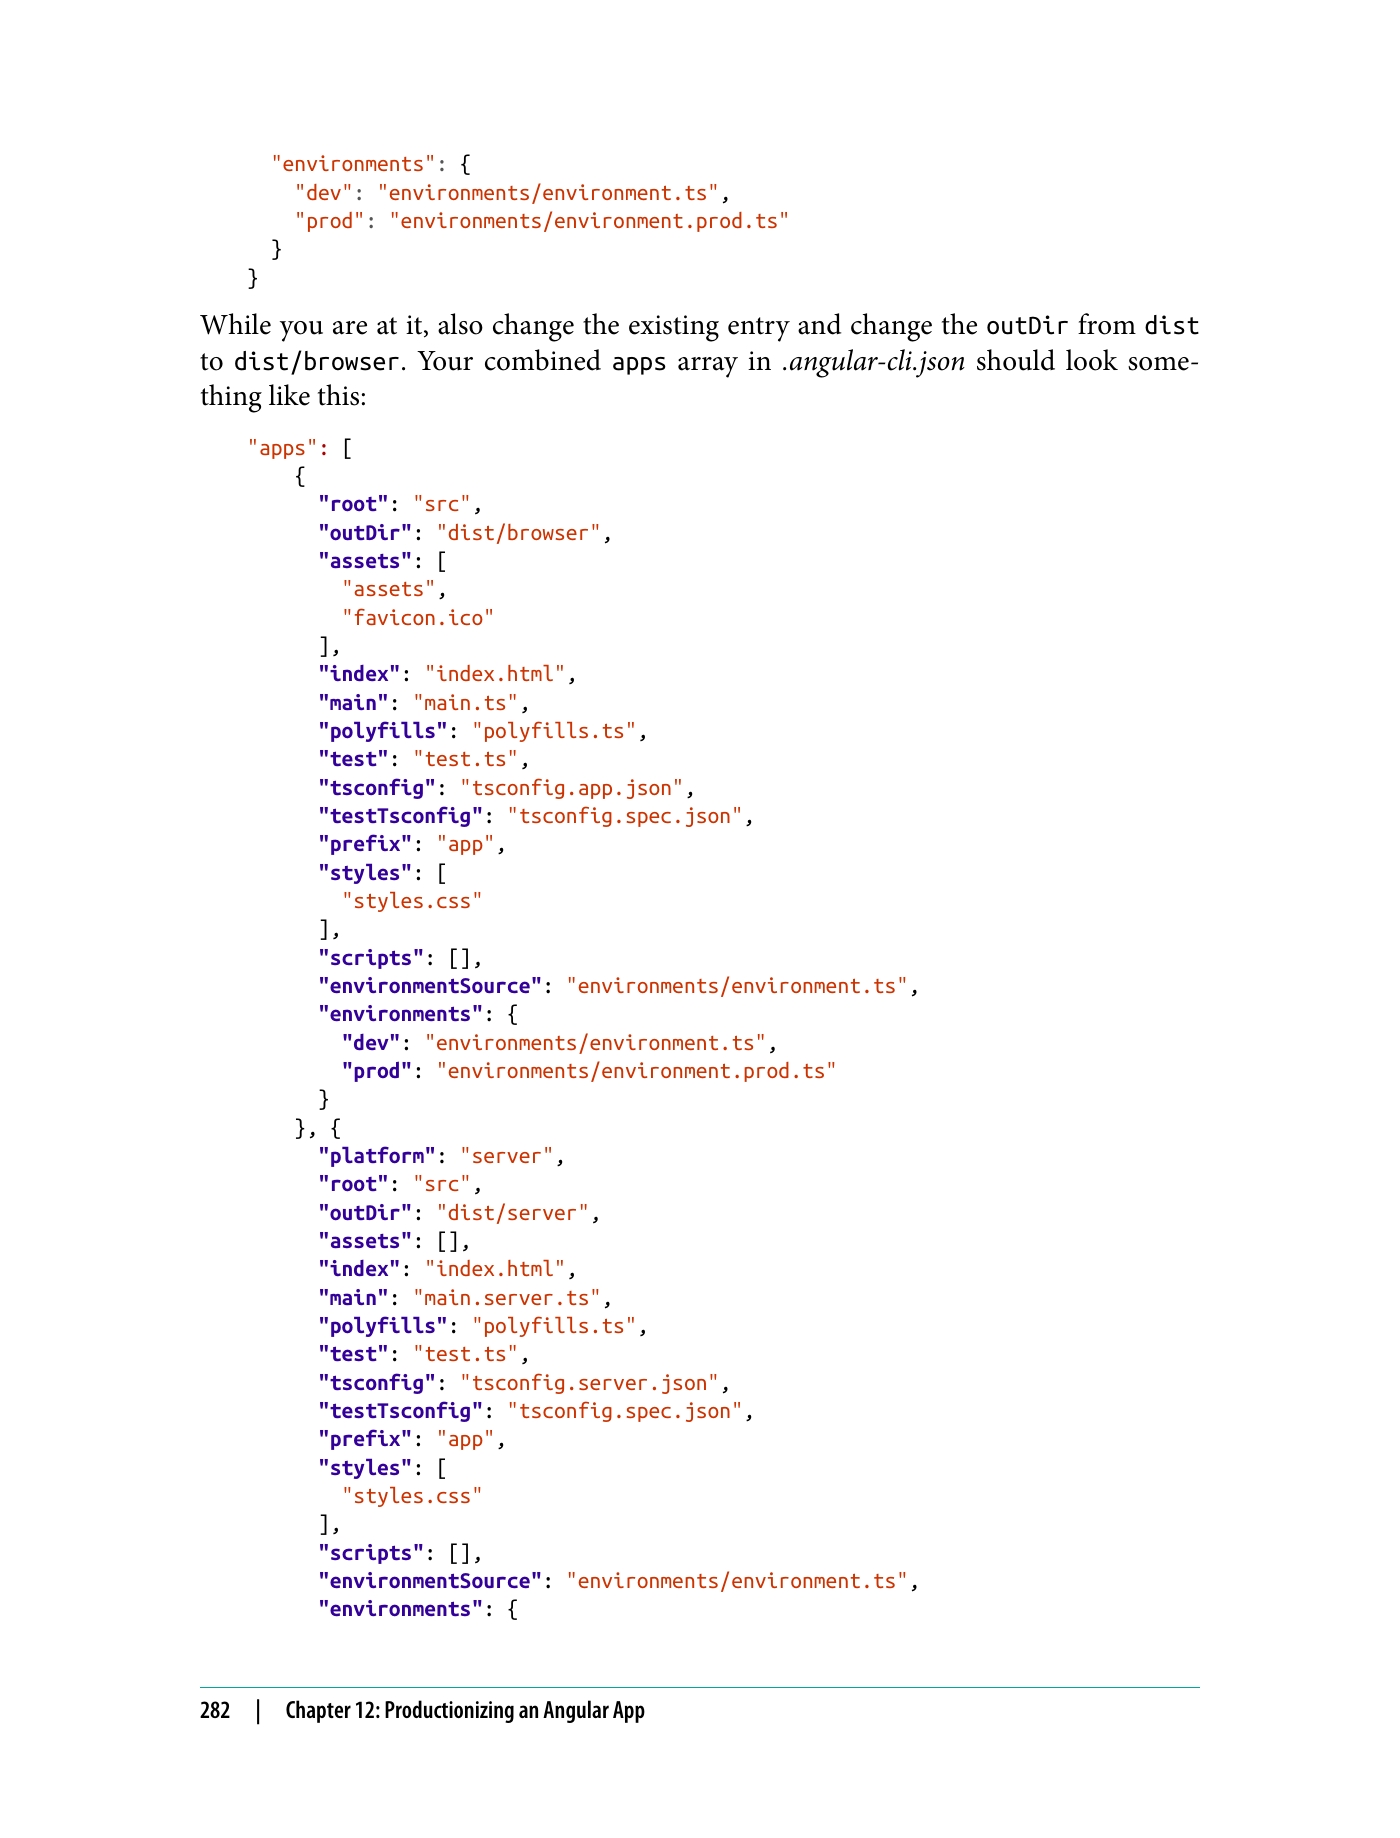 "environments": {
"dev": "environments/environment.ts",
"prod": "environments/environment.prod.ts"
}
}
While you are at it, also change the existing entry and change the outDir from dist
to dist/browser. Your combined apps array in .angular-cli.json should look some-
thing like this:
"apps": [
{
"root": "src",
"outDir": "dist/browser",
"assets": [
"assets",
"favicon.ico"
],
"index": "index.html",
"main": "main.ts",
"polyfills": "polyfills.ts",
"test": "test.ts",
"tsconfig": "tsconfig.app.json",
"testTsconfig": "tsconfig.spec.json",
"prefix": "app",
"styles": [
"styles.css"
],
"scripts": [],
"environmentSource": "environments/environment.ts",
"environments": {
"dev": "environments/environment.ts",
"prod": "environments/environment.prod.ts"
}
}, {
"platform": "server",
"root": "src",
"outDir": "dist/server",
"assets": [],
"index": "index.html",
"main": "main.server.ts",
"polyfills": "polyfills.ts",
"test": "test.ts",
"tsconfig": "tsconfig.server.json",
"testTsconfig": "tsconfig.spec.json",
"prefix": "app",
"styles": [
"styles.css"
],
"scripts": [],
"environmentSource": "environments/environment.ts",
"environments": {
282 | Chapter 12: Productionizing an Angular App